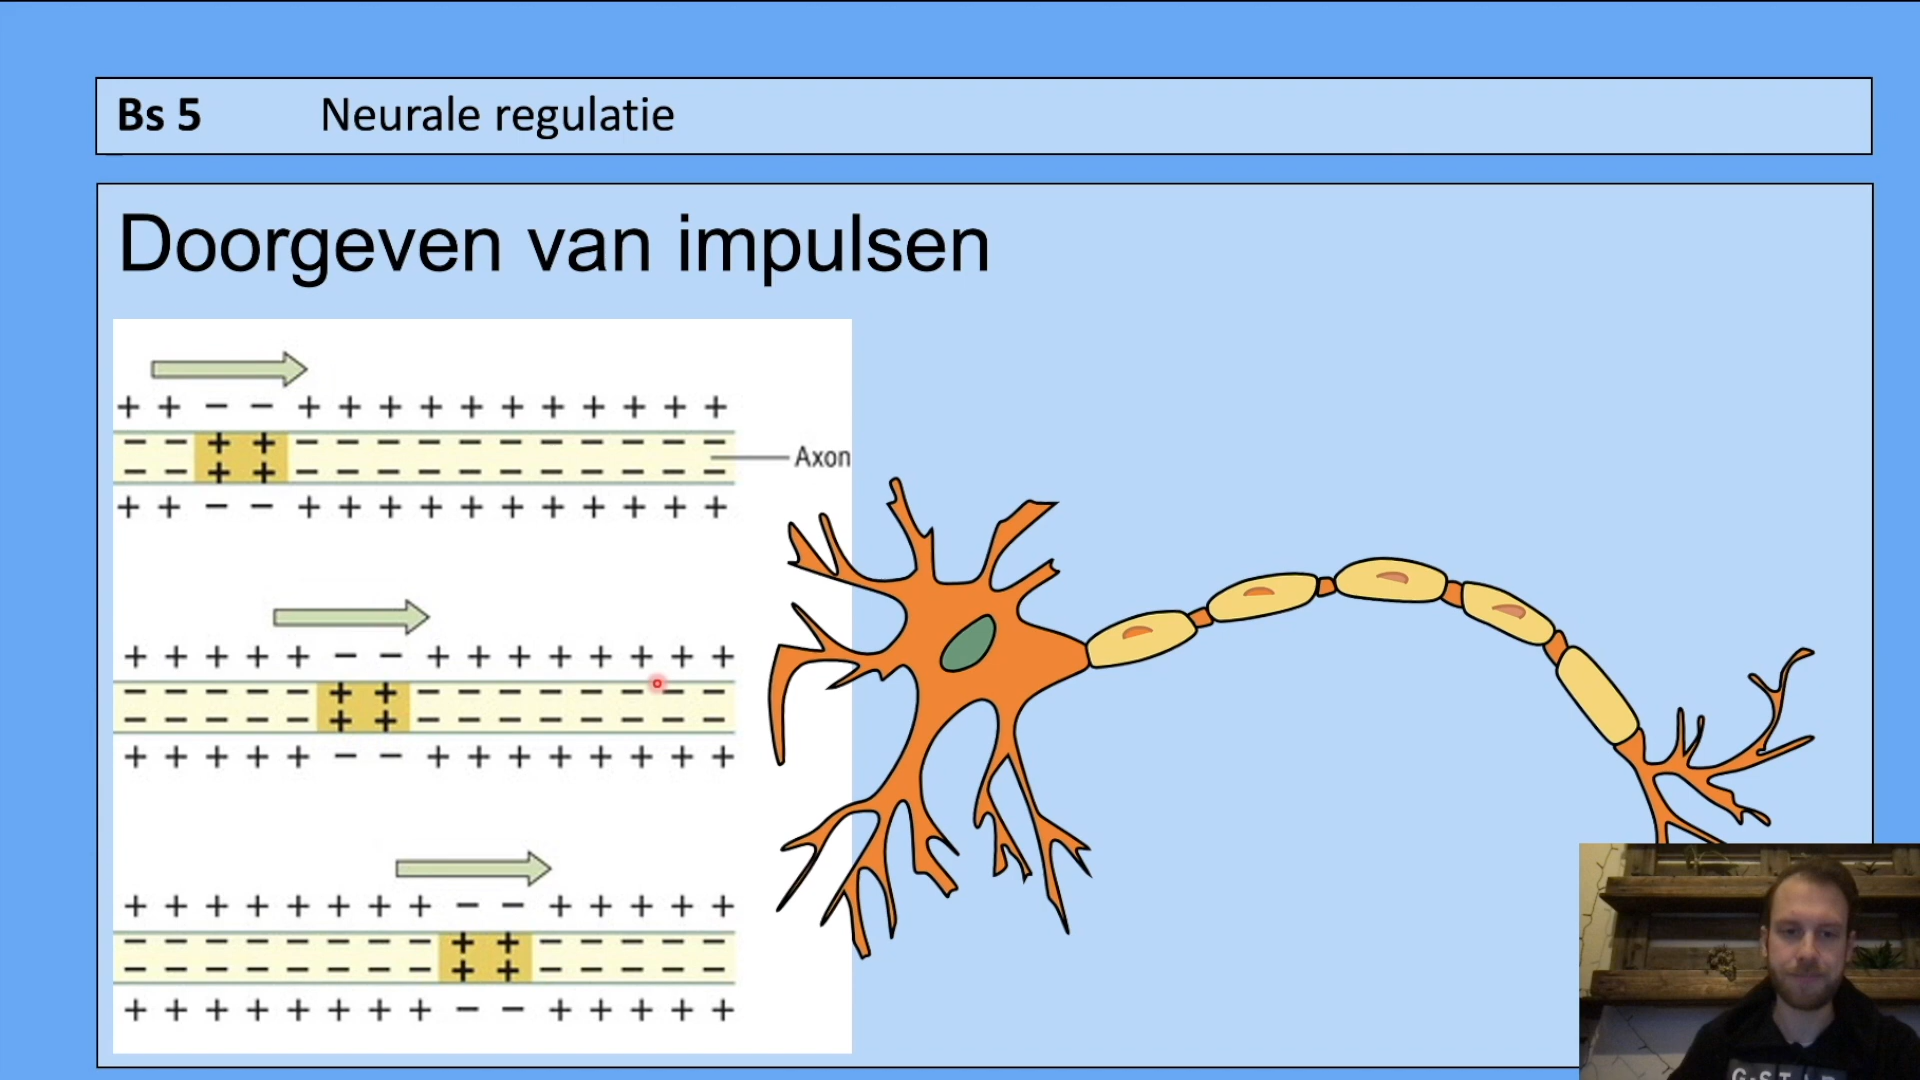 Bs 5 Neurale regulatie
Doorgeven van impulsen
+ + − − + + + + + + + + + + +
− − + + − − − − − − − − − − −
− − + + − − − − − − − − − − −
+ + − − + + + + + + + + + + +
Axon
+ + + + + − − + + + + + + + +
− − − − − + + − − − − − − − −
− − − − − + + − − − − − − − −
+ + + + + − − + + + + + + + +
+ + + + + + + + − − + + + + +
− − − − − − − − + + − − − − −
− − − − − − − − + + − − − − −
+ + + + + + + + − − + + + + +